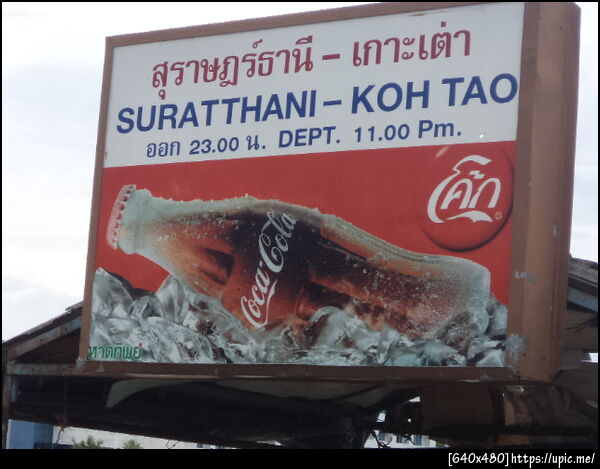 สุราษฎร์ธานี - เกาะเต่า
SURATTHANI - KOH TAO
ออก 23.00 น. DEPT. 11.00 Pm.
โค้ก ®
Coca-Cola
หาดทิพย์
[640x480]https://upic.me/